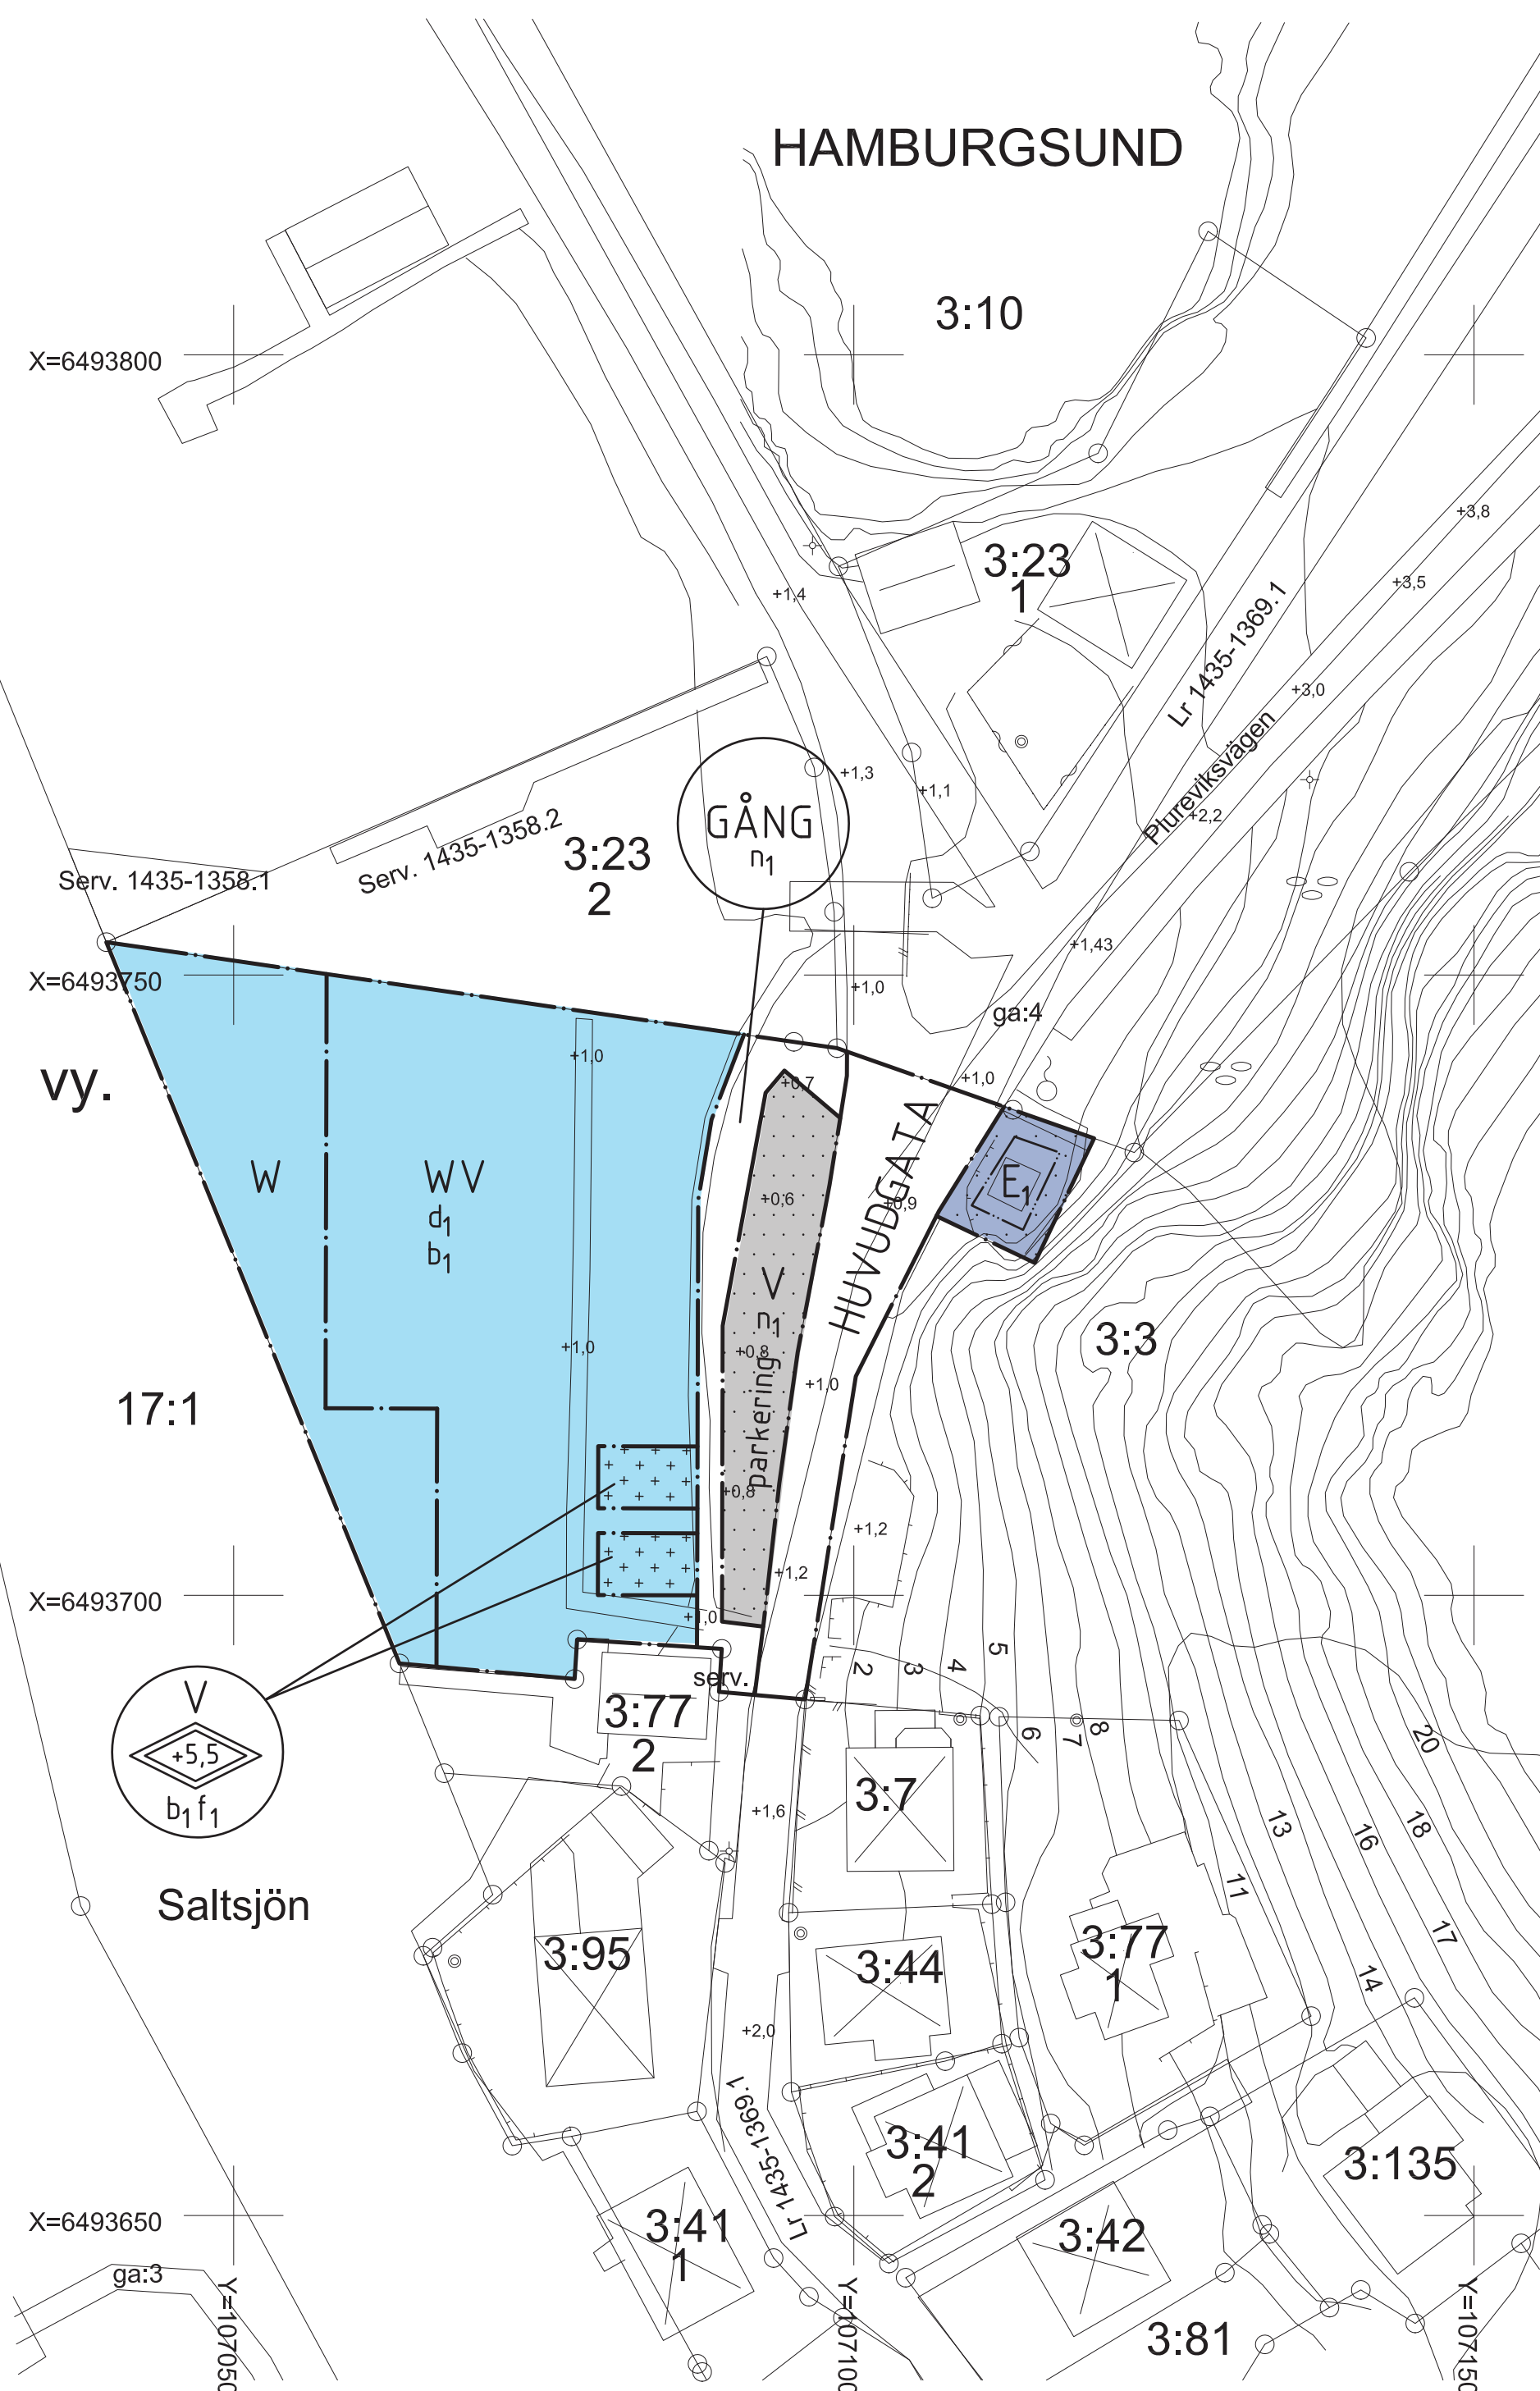 HAMBURGSUND
3:10
X=6493800
+3,8
3:23
1
+3,5
+1,4
Lr 1435-1369.1
+3,0
Plureviksvägen
+1,3
+1,1
+2,2
GÅNG
n1
Serv. 1435-1358.2
3:23
2
Serv. 1435-1358.1
+1,43
X=6493750
+1,0
ga:4
+1,0
+1,0
+0,7
vy.
HUVUDGATA
W
WV
d1
b1
E1
+0,6
+0,9
V
n1
parkering
3:3
+1,0
+0,8
+1,0
17:1
+0,8
+1,2
+1,2
X=6493700
+1,0
2
3
4
5
6
7
8
11
13
14
16
17
18
20
serv.
3:77
2
V
+5,5
b1 f1
3:7
+1,6
Saltsjön
3:95
3:44
3:77
1
+2,0
Lr 1435-1369.1
3:41
2
3:135
X=6493650
3:41
1
3:42
ga:3
Y=107050
Y=107100
Y=107150
3:81